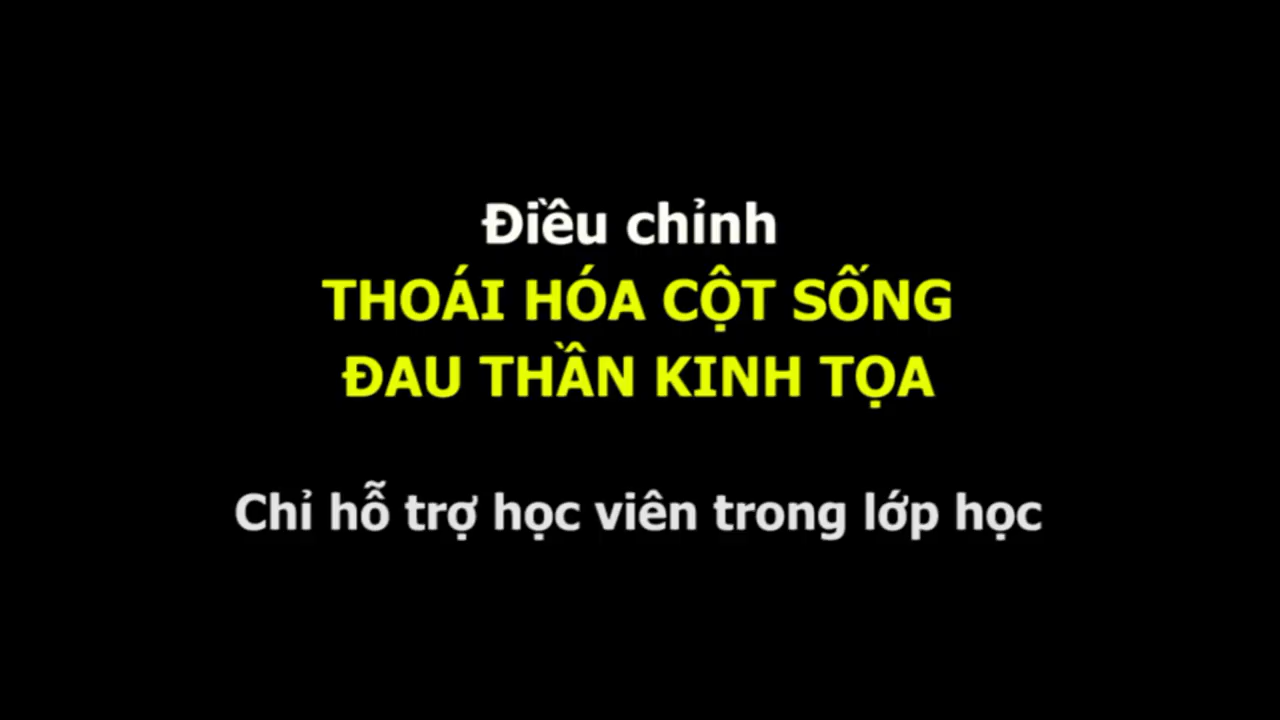 Điều chỉnh
THOÁI HÓA CỘT SỐNG
ĐAU THẦN KINH TỌA
Chỉ hỗ trợ học viên trong lớp học